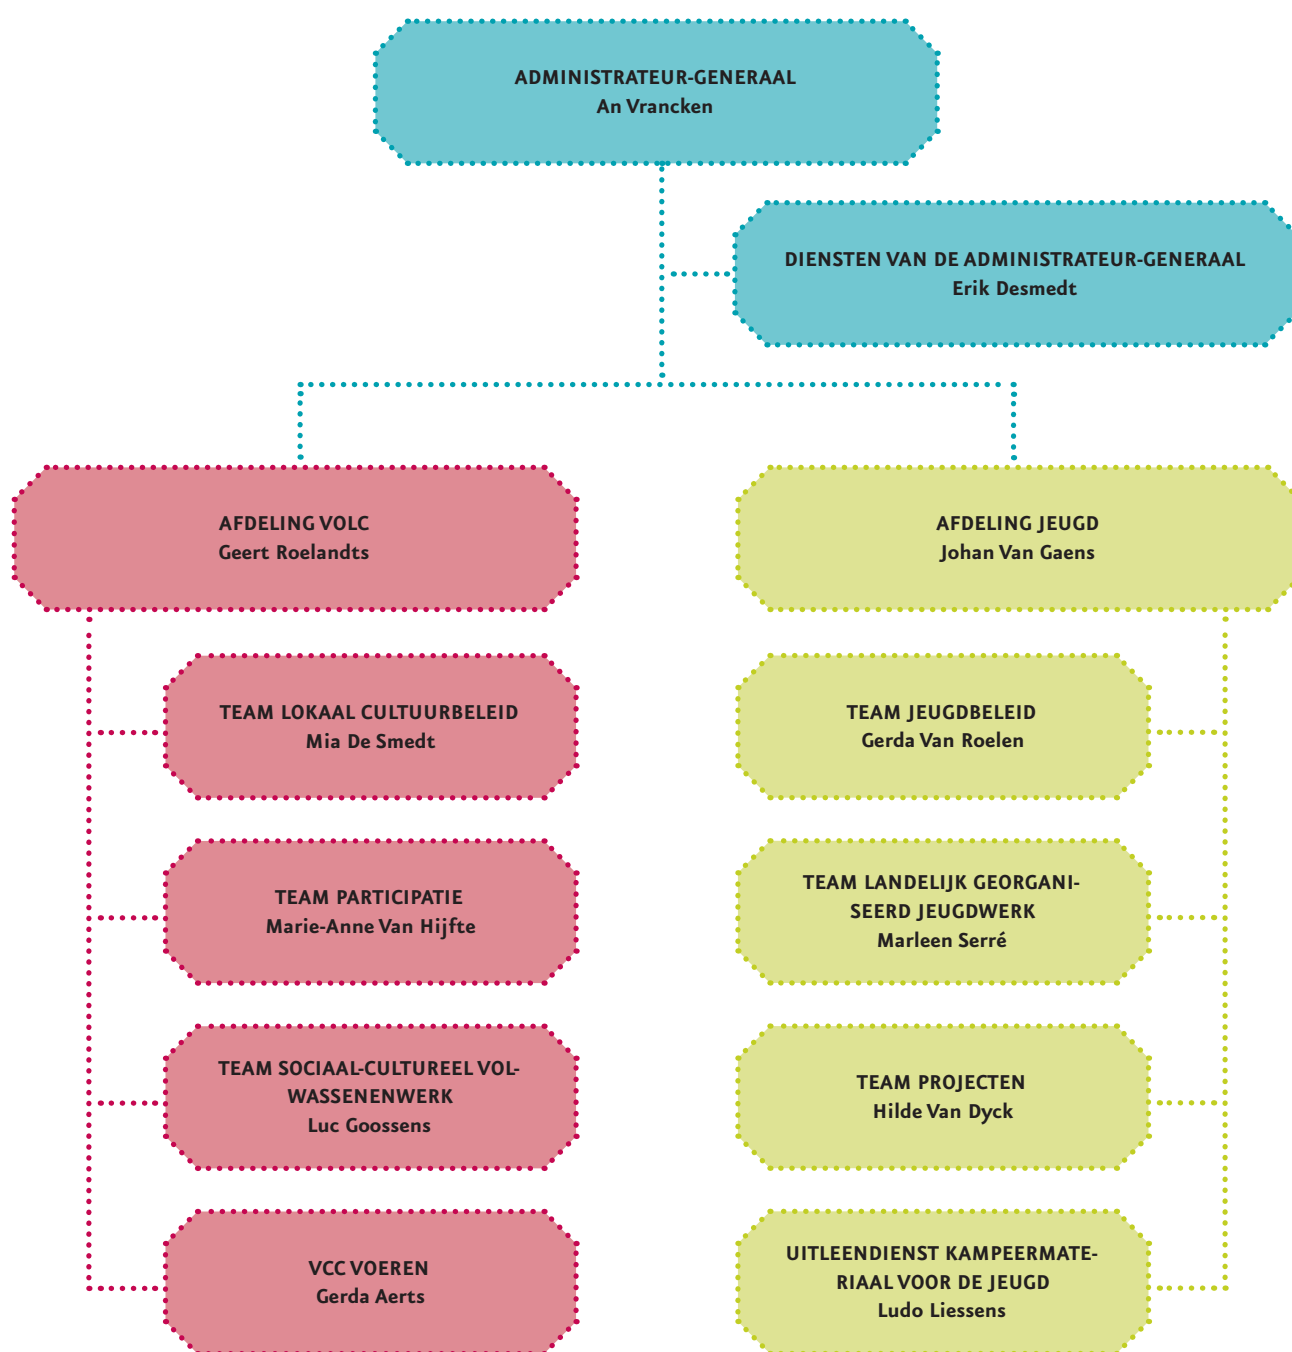 ADMINISTRATEUR-GENERAAL
An Vrancken
DIENSTEN VAN DE ADMINISTRATEUR-GENERAAL
Erik Desmedt
AFDELING VOLC
Geert Roelandts
AFDELING JEUGD
Johan Van Gaens
TEAM LOKAAL CULTUURBELEID
Mia De Smedt
TEAM PARTICIPATIE
Marie-Anne Van Hijfte
TEAM SOCIAAL-CULTUREEL VOL-
WASSENENWERK
Luc Goossens
VCC VOEREN
Gerda Aerts
TEAM JEUGDBELEID
Gerda Van Roelen
TEAM LANDELIJK GEORGANI-
SEERD JEUGDWERK
Marleen Serré
TEAM PROJECTEN
Hilde Van Dyck
UITLEENDIENST KAMPEERMATE-
RIAAL VOOR DE JEUGD
Ludo Liessens